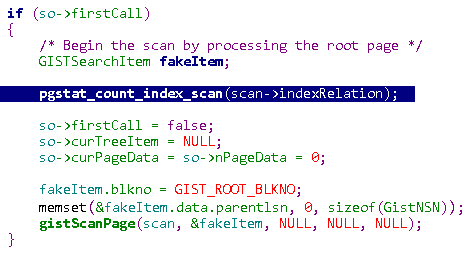 if (so->firstCall)
{
/* Begin the scan by processing the root page */
GISTSearchItem fakeItem;
pgstat_count_index_scan(scan->indexRelation);
so->firstCall = false;
so->curTreeItem = NULL;
so->curPageData = so->nPageData = 0;
fakeItem.blkno = GIST_ROOT_BLKNO;
memset(&fakeItem.data.parentlsn, 0, sizeof(GistNSN));
gistScanPage(scan, &fakeItem, NULL, NULL, NULL);
}